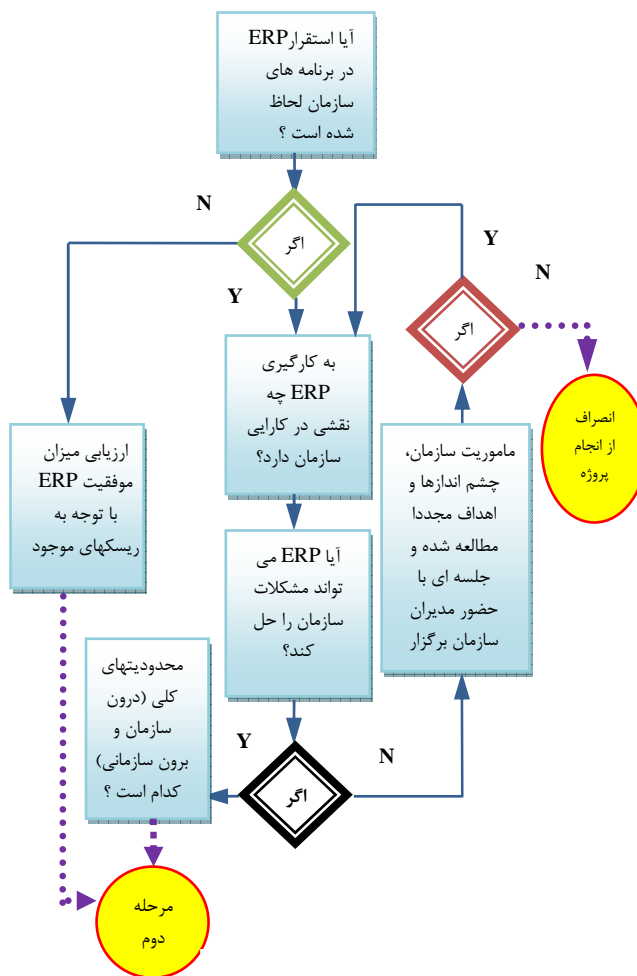 آیا استقرار ERP
در برنامه های
سازمان لحاظ
شده است ؟
N
اگر
Y
Y
اگر
N
به کارگیری
ERP چه
نقشی در کارایی
سازمان دارد؟
انصراف
از انجام
پروژه
ارزیابی میزان
موفقیت ERP
با توجه به
ریسکهای موجود
ماموریت سازمان،
چشم اندازها و
اهداف مجددا
مطالعه شده و
جلسه ای با
حضور مدیران
سازمان برگزار
آیا ERP می
تواند مشکلات
سازمان را حل
کند؟
محدودیتهای
کلی (درون
سازمان و
برون سازمانی)
کدام است ؟
Y
اگر
N
مرحله
دوم